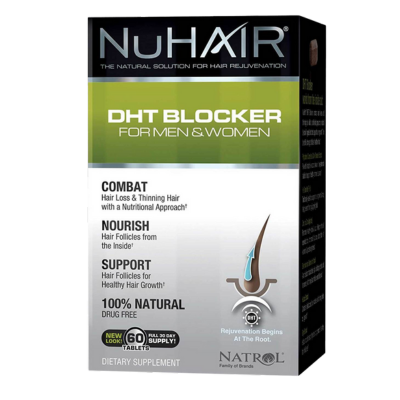 NUHAIR®
THE NATURAL SOLUTION FOR HAIR REJUVENATION
DHT BLOCKER
FOR MEN & WOMEN
COMBAT
Hair Loss & Thinning Hair
with a Nutritional Approach†
NOURISH
Hair Follicles from
the Inside†
SUPPORT
Hair Follicles for
Healthy Hair Growth†
100% NATURAL
DRUG FREE
DHT
Rejuvenation Begins
At The Root.
NEW LOOK!
60
TABLETS
FULL 30 DAY
SUPPLY!
DIETARY SUPPLEMENT
NATROL®
Family of Brands